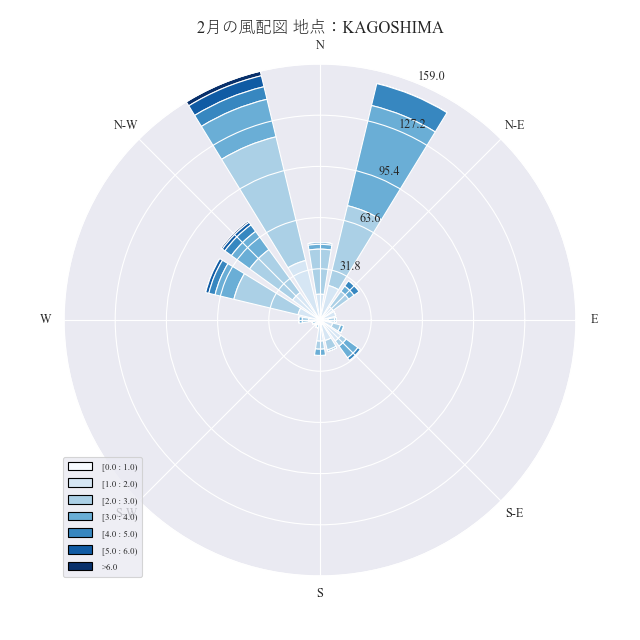 2月の風配図 地点：KAGOSHIMA
N
159.0
N-W
N-E
127.2
95.4
63.6
31.8
W
E
[0.0 : 1.0)
[1.0 : 2.0)
[2.0 : 3.0)
[3.0 : 4.0)
[4.0 : 5.0)
[5.0 : 6.0)
>6.0
S-W
S-E
S